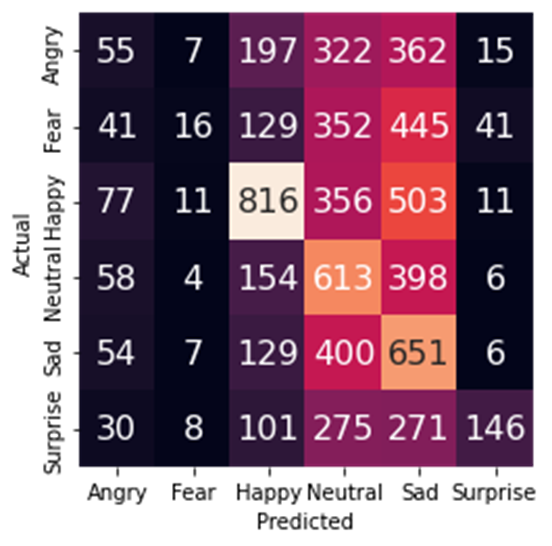 Actual
Angry 55 7 197 322 362 15
Fear 41 16 129 352 445 41
Happy 77 11 816 356 503 11
Neutral 58 4 154 613 398 6
Sad 54 7 129 400 651 6
Surprise 30 8 101 275 271 146
Angry Fear Happy Neutral Sad Surprise
Predicted